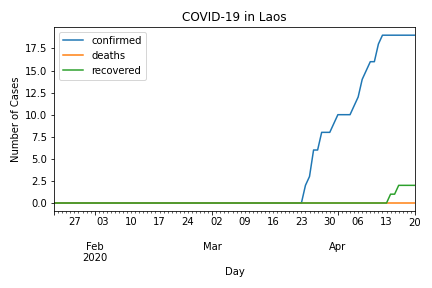 COVID-19 in Laos
confirmed
deaths
recovered
Number of Cases
17.5
15.0
12.5
10.0
7.5
5.0
2.5
0.0
27 03 10 17 24 02 09 16 23 30 06 13 20
Feb Mar Apr
2020
Day